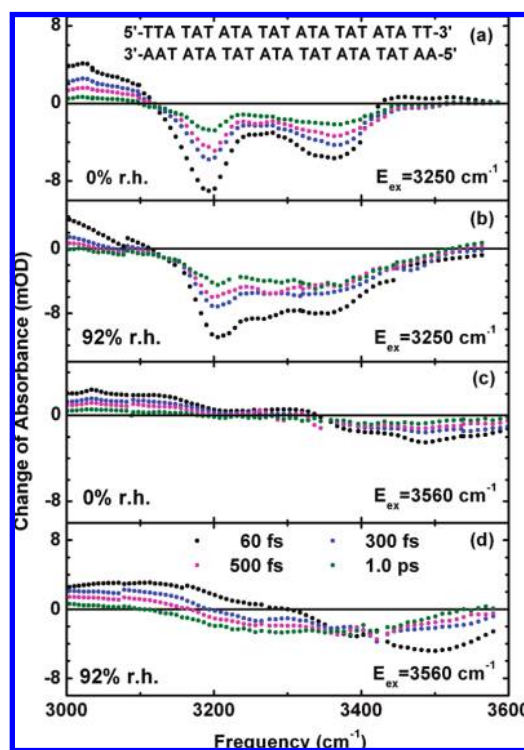 5'-TTA TAT ATA TAT ATA TAT ATA TT-3'
(a)
3'-AAT ATA TAT ATA TAT ATA TAT AA-5'
8
0
-8
0% r.h.
Eex=3250 cm-1
(b)
0
-8
92% r.h.
Eex=3250 cm-1
(c)
0
-8
0% r.h.
Eex=3560 cm-1
8
60 fs
300 fs
(d)
500 fs
1.0 ps
0
-8
92% r.h.
Eex=3560 cm-1
Change of Absorbance (mOD)
3000 3200 3400 3600
Frequency (cm-1)